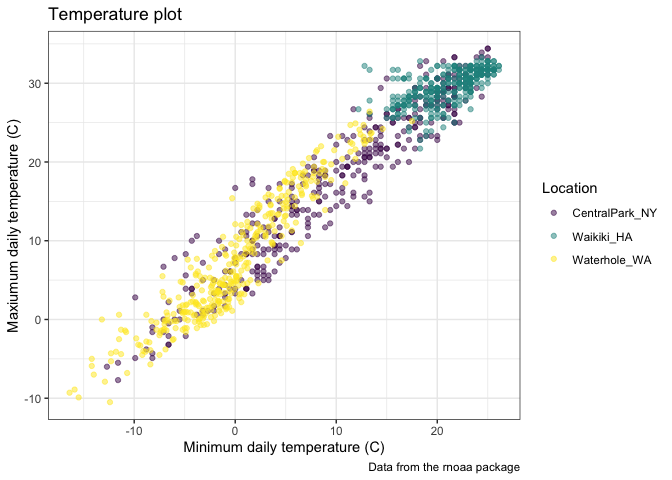 Temperature plot
30
20
10
0
-10
Maxiumum daily temperature (C)
-10
0
10
20
Minimum daily temperature (C)
Location
CentralPark_NY
Waikiki_HA
Waterhole_WA
Data from the rnoaa package